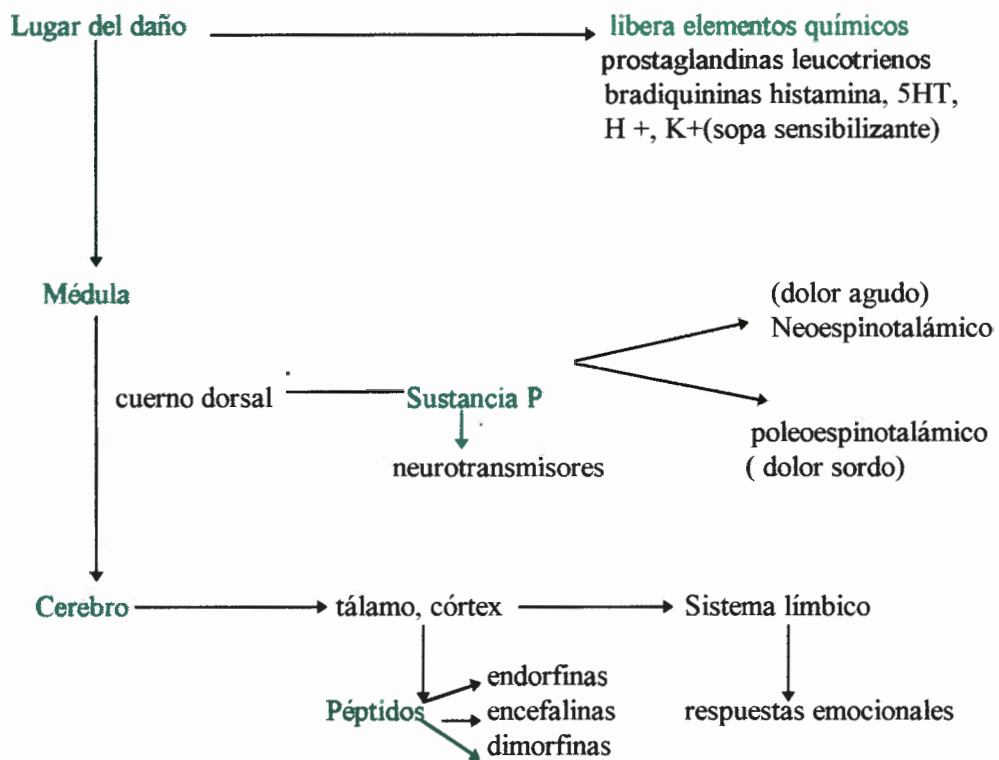 Lugar del daño
libera elementos químicos
prostaglandinas leucotrienos
bradiquininas histamina, 5HT,
H +, K+(sopa sensibilizante)
Médula
(dolor agudo)
Neoespinotalámico
cuerno dorsal
Sustancia P
neurotransmisores
poleoespinotalámico
( dolor sordo)
Cerebro
tálamo, córtex
Sistema límbico
Péptidos
endorfinas
encefalinas
dimorfinas
respuestas emocionales